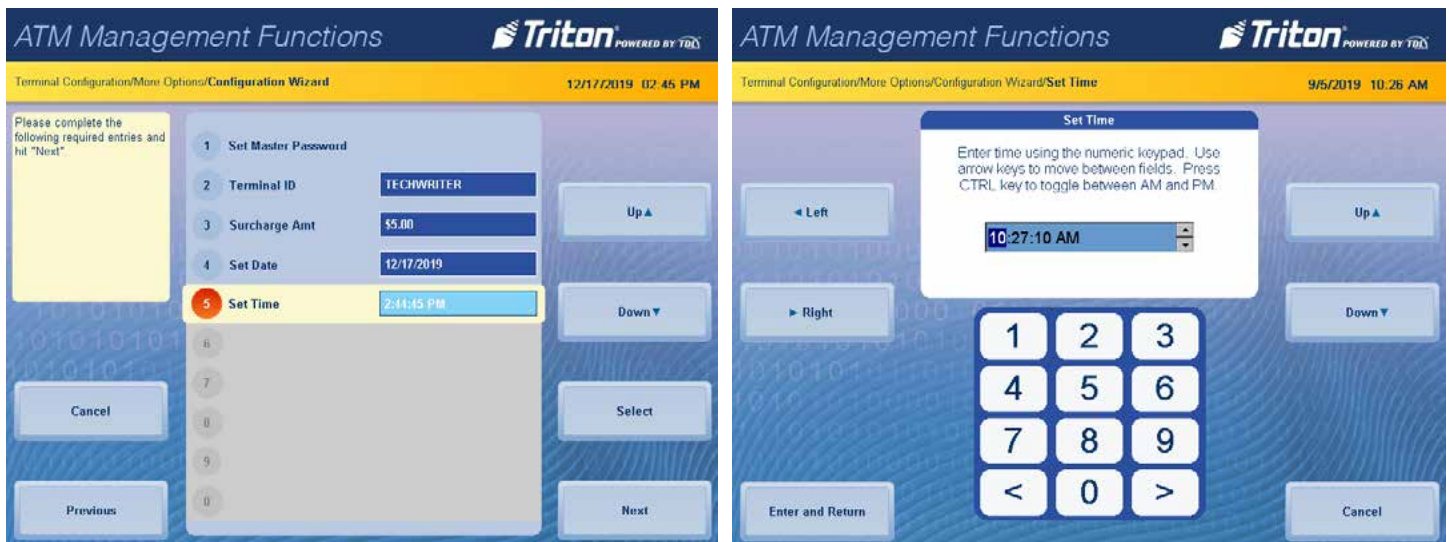 ATM Management Functions
Triton POWERED BY TDX
Terminal Configuration/More Options/Configuration Wizard
12/17/2019 02:45 PM
Please complete the
following required entries and
hit "Next"
1 Set Master Password
2 Terminal ID TECHWRITER
3 Surcharge Amt $5.00
4 Set Date 12/17/2019
5 Set Time 2:44:45 PM
6
7
8
9
0
Cancel
Previous
Up▲
Down▼
Select
Next
ATM Management Functions
Triton POWERED BY TDX
Terminal Configuration/More Options/Configuration Wizard/Set Time
9/5/2019 10:26 AM
Set Time
Enter time using the numeric keypad. Use
arrow keys to move between fields. Press
CTRL key to toggle between AM and PM.
10:27:10 AM
◄ Left
► Right
Enter and Return
1 2 3
4 5 6
7 8 9
< 0 >
Up▲
Down▼
Cancel